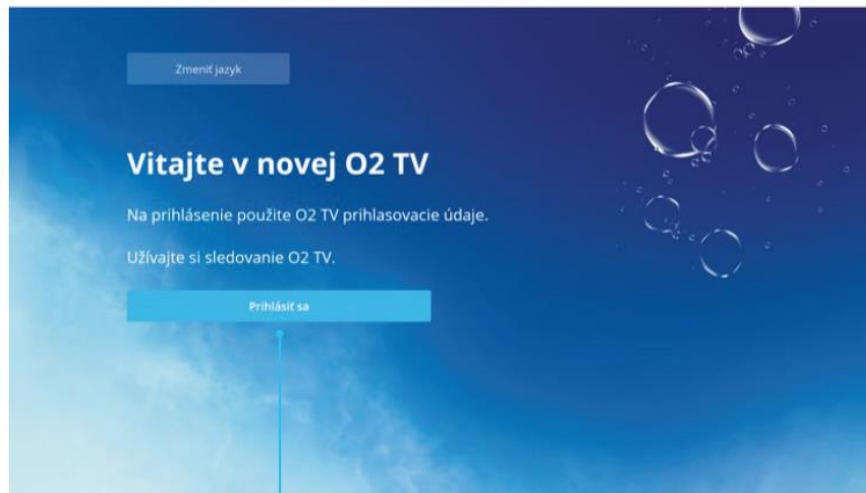 Zmeniť jazyk
Vitajte v novej O2 TV
Na prihlásenie použite O2 TV prihlasovacie údaje.
Užívajte si sledovanie O2 TV.
Prihlásiť sa